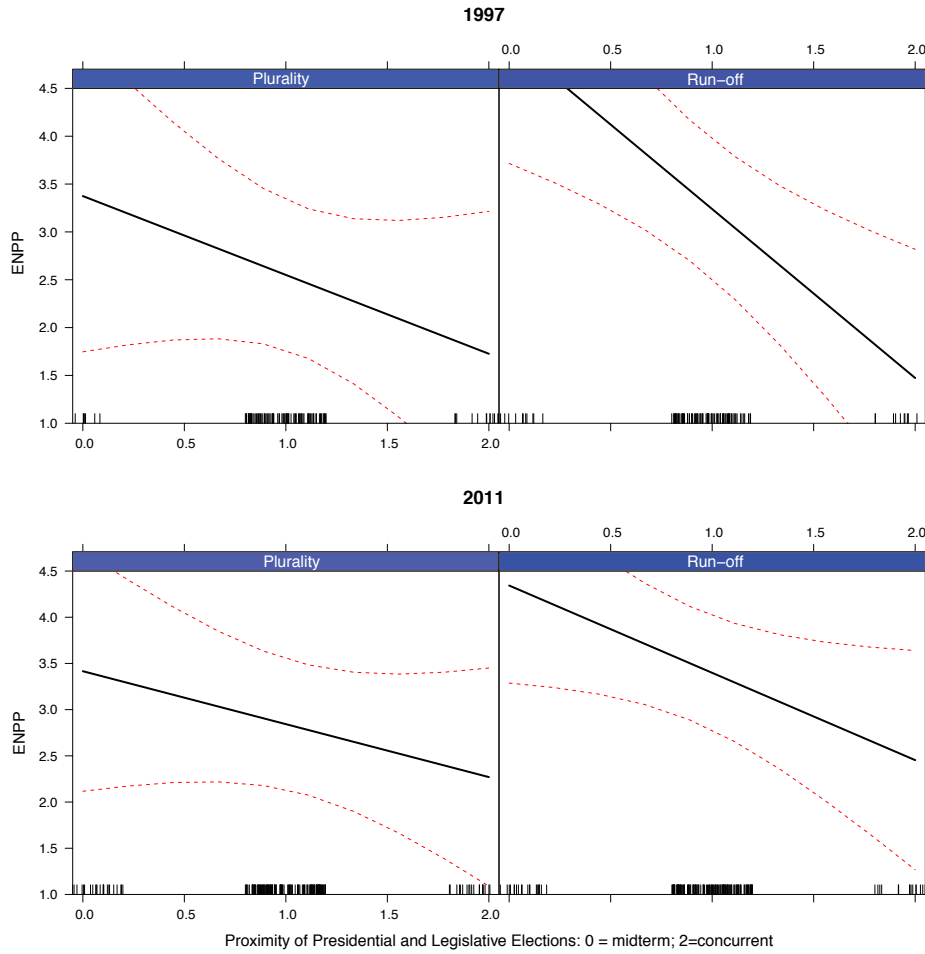 1997
0.0 0.5 1.0 1.5 2.0
Plurality Run−off
4.5
4.0
3.5
3.0
2.5
2.0
1.5
1.0
ENPP
0.0 0.5 1.0 1.5 2.0
2011
0.0 0.5 1.0 1.5 2.0
Plurality Run−off
4.5
4.0
3.5
3.0
2.5
2.0
1.5
1.0
ENPP
0.0 0.5 1.0 1.5 2.0
Proximity of Presidential and Legislative Elections: 0 = midterm; 2=concurrent